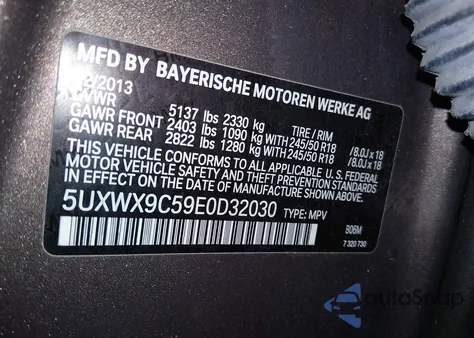 MFD BY BAYERISCHE MOTOREN WERKE AG
12/2013
GVWR 5137 lbs 2330 kg TIRE / RIM
GAWR FRONT 2403 lbs 1090 kg WITH 245/50 R18 / 8.0J x 18
GAWR REAR 2822 lbs 1280 kg WITH 245/50 R18 / 8.0J x 18
THIS VEHICLE CONFORMS TO ALL APPLICABLE U.S. FEDERAL
MOTOR VEHICLE SAFETY AND THEFT PREVENTION STANDARDS
IN EFFECT ON THE DATE OF MANUFACTURE SHOWN ABOVE.
5UXWX9C59E0D32030 TYPE: MPV
B06M
7 320 730
autoSnap